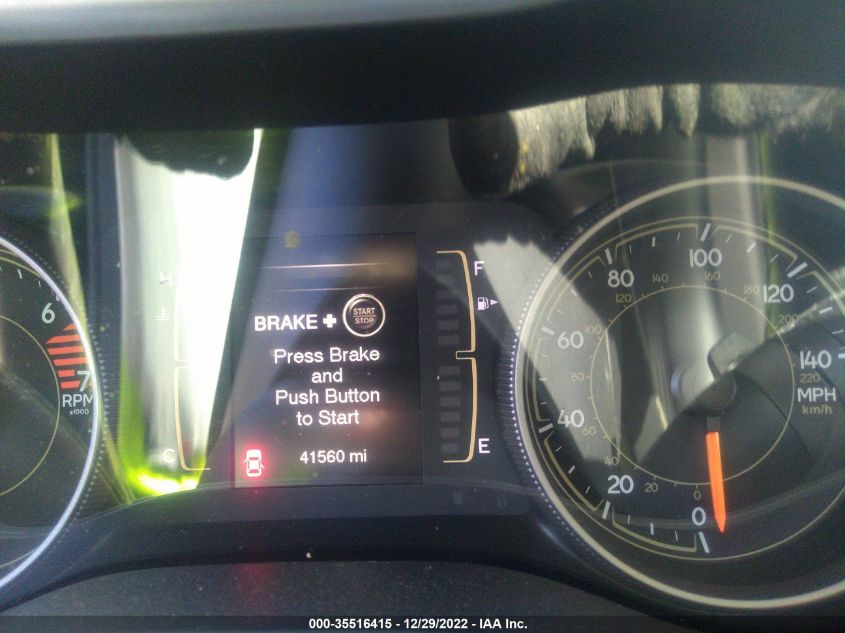 6
7
RPM
x1000
H
C
BRAKE + START STOP
Press Brake
and
Push Button
to Start
41560 mi
F
E
0
20
40
60
80
100
120
140
MPH
km/h
0
20
40
60
80
100
120
140
160
180
200
220
000-35516415 - 12/29/2022 - IAA Inc.